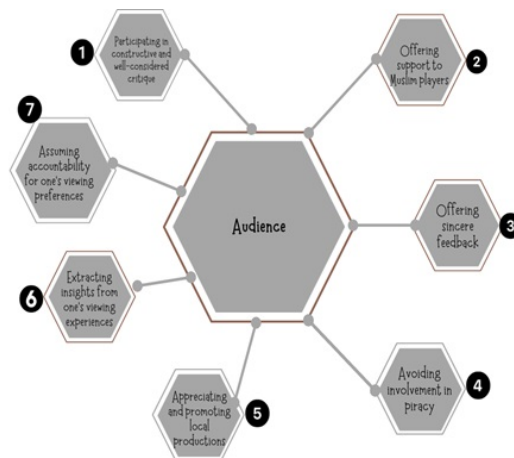 1
Participating in
constructive and
well-considered
critique
2
Offering
support to
Muslim players
3
Offering
sincere
feedback
4
Avoiding
involvement in
piracy
5
Appreciating
and promoting
local
productions
6
Extracting
insights from
one's viewing
experiences
7
Assuming
accountability
for one's viewing
preferences
Audience